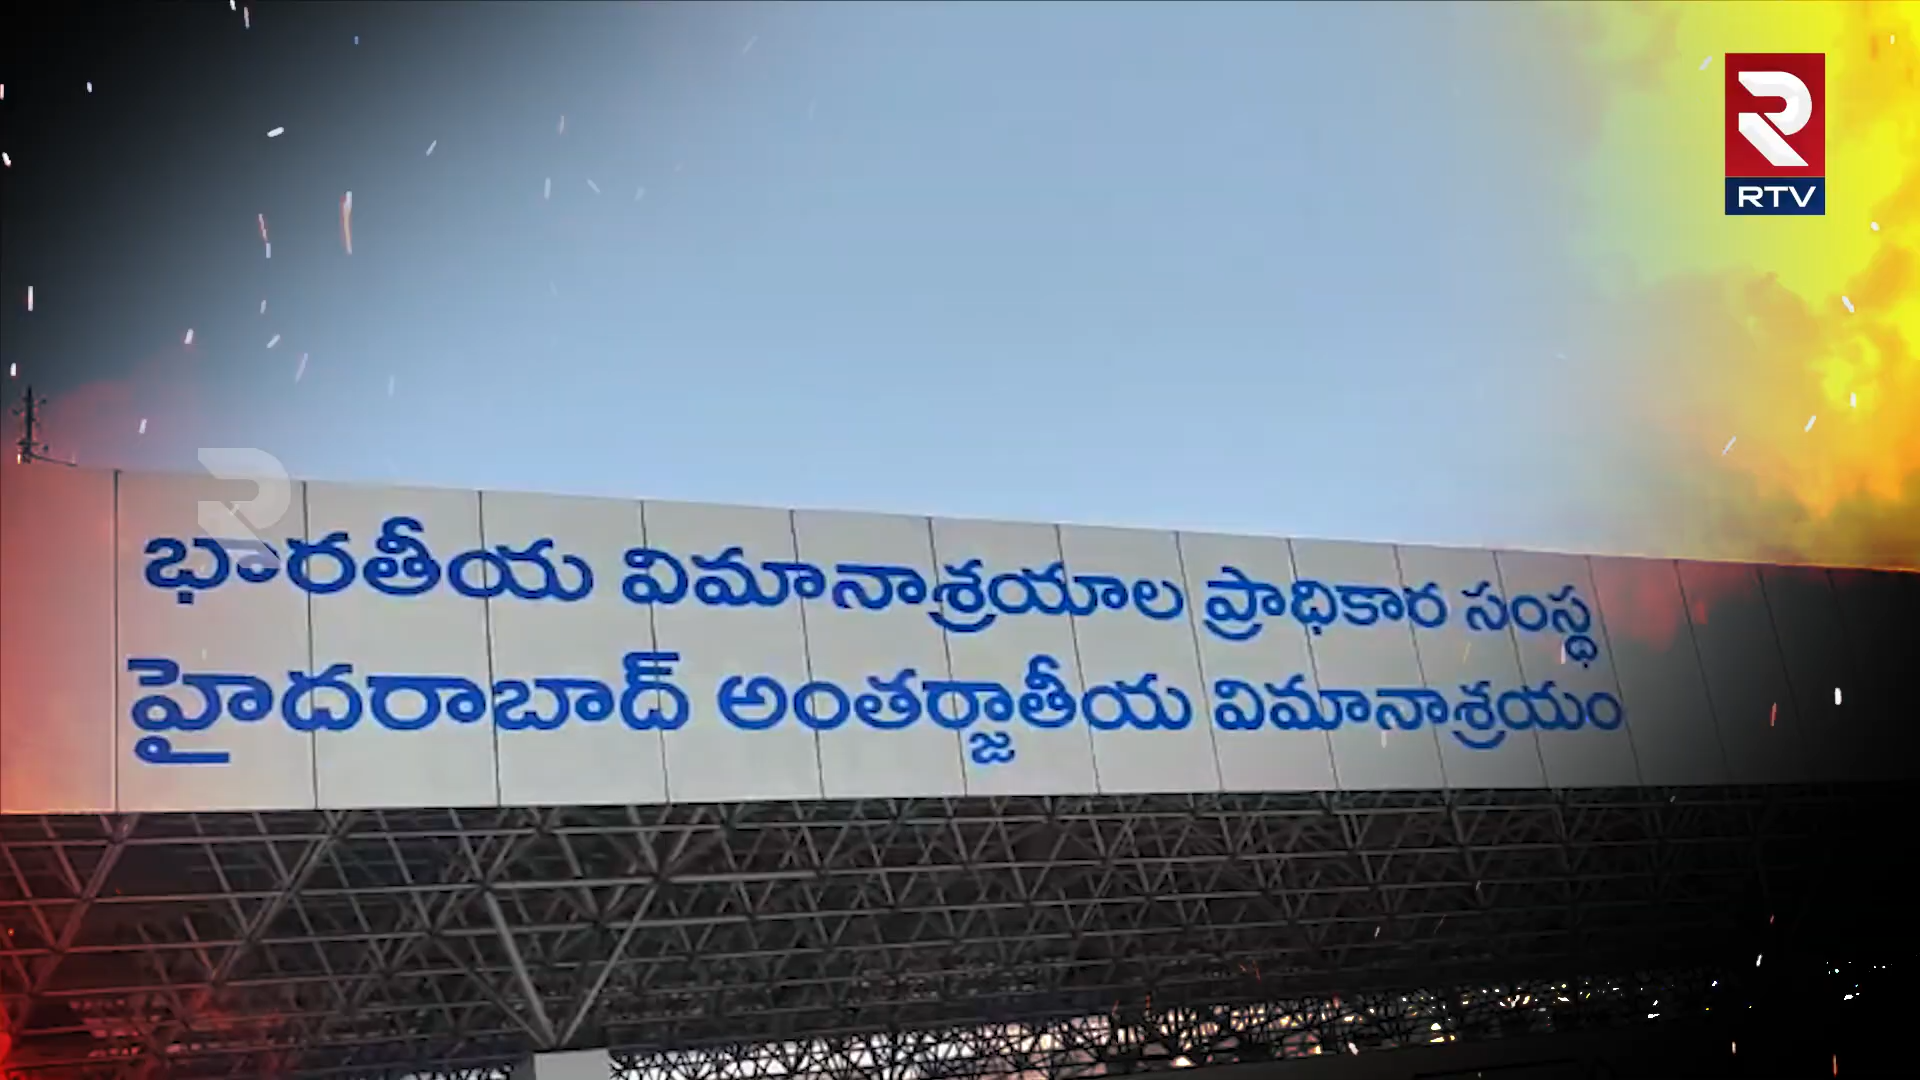 RTV
భారతీయ విమానాశ్రయాల ప్రాధికార సంస్థ
హైదరాబాద్ అంతర్జాతీయ విమానాశ్రయం